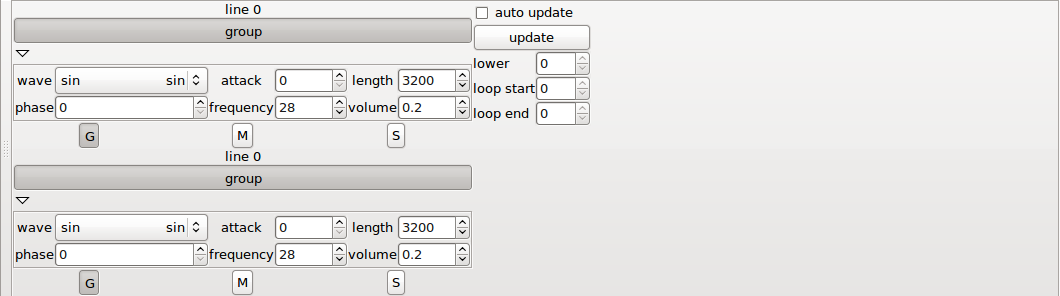 line 0
group
wave sin sin attack 0 length 3200
phase 0 frequency 28 volume 0.2
G M S
line 0
group
wave sin sin attack 0 length 3200
phase 0 frequency 28 volume 0.2
G M S
auto update
update
lower 0
loop start 0
loop end 0